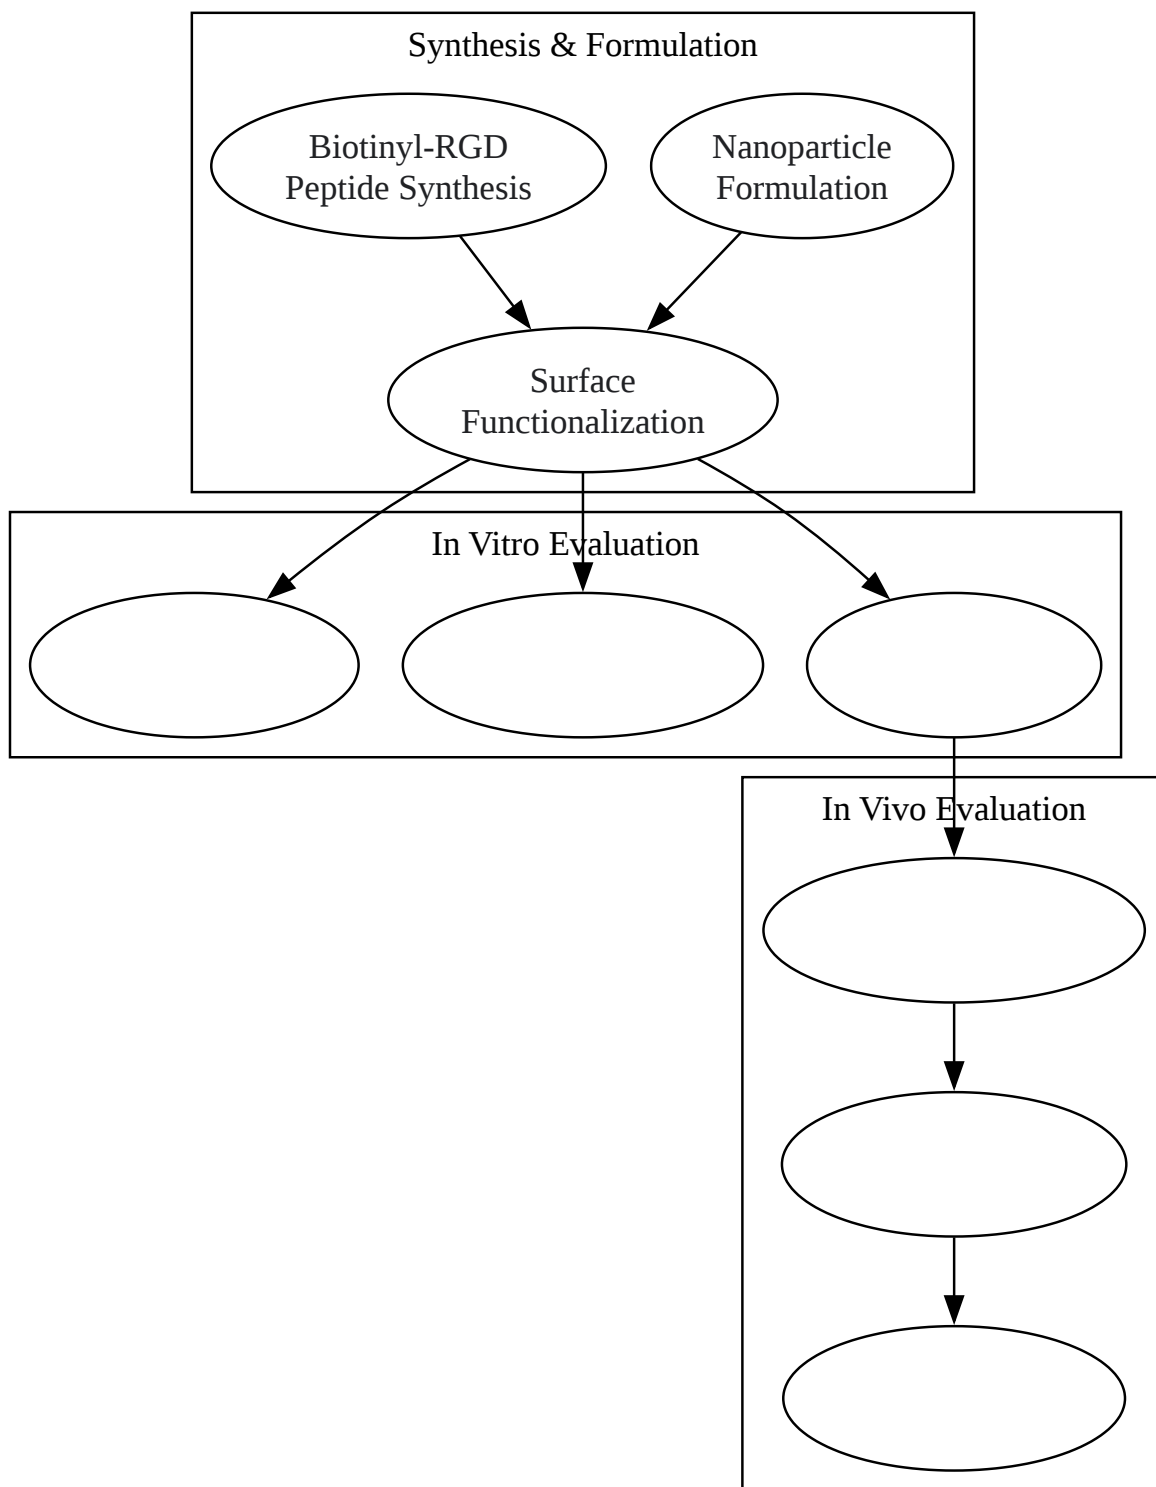 Synthesis & Formulation
Biotinyl-RGD
Peptide Synthesis
Nanoparticle
Formulation
Surface
Functionalization
In Vitro Evaluation
In Vivo Evaluation